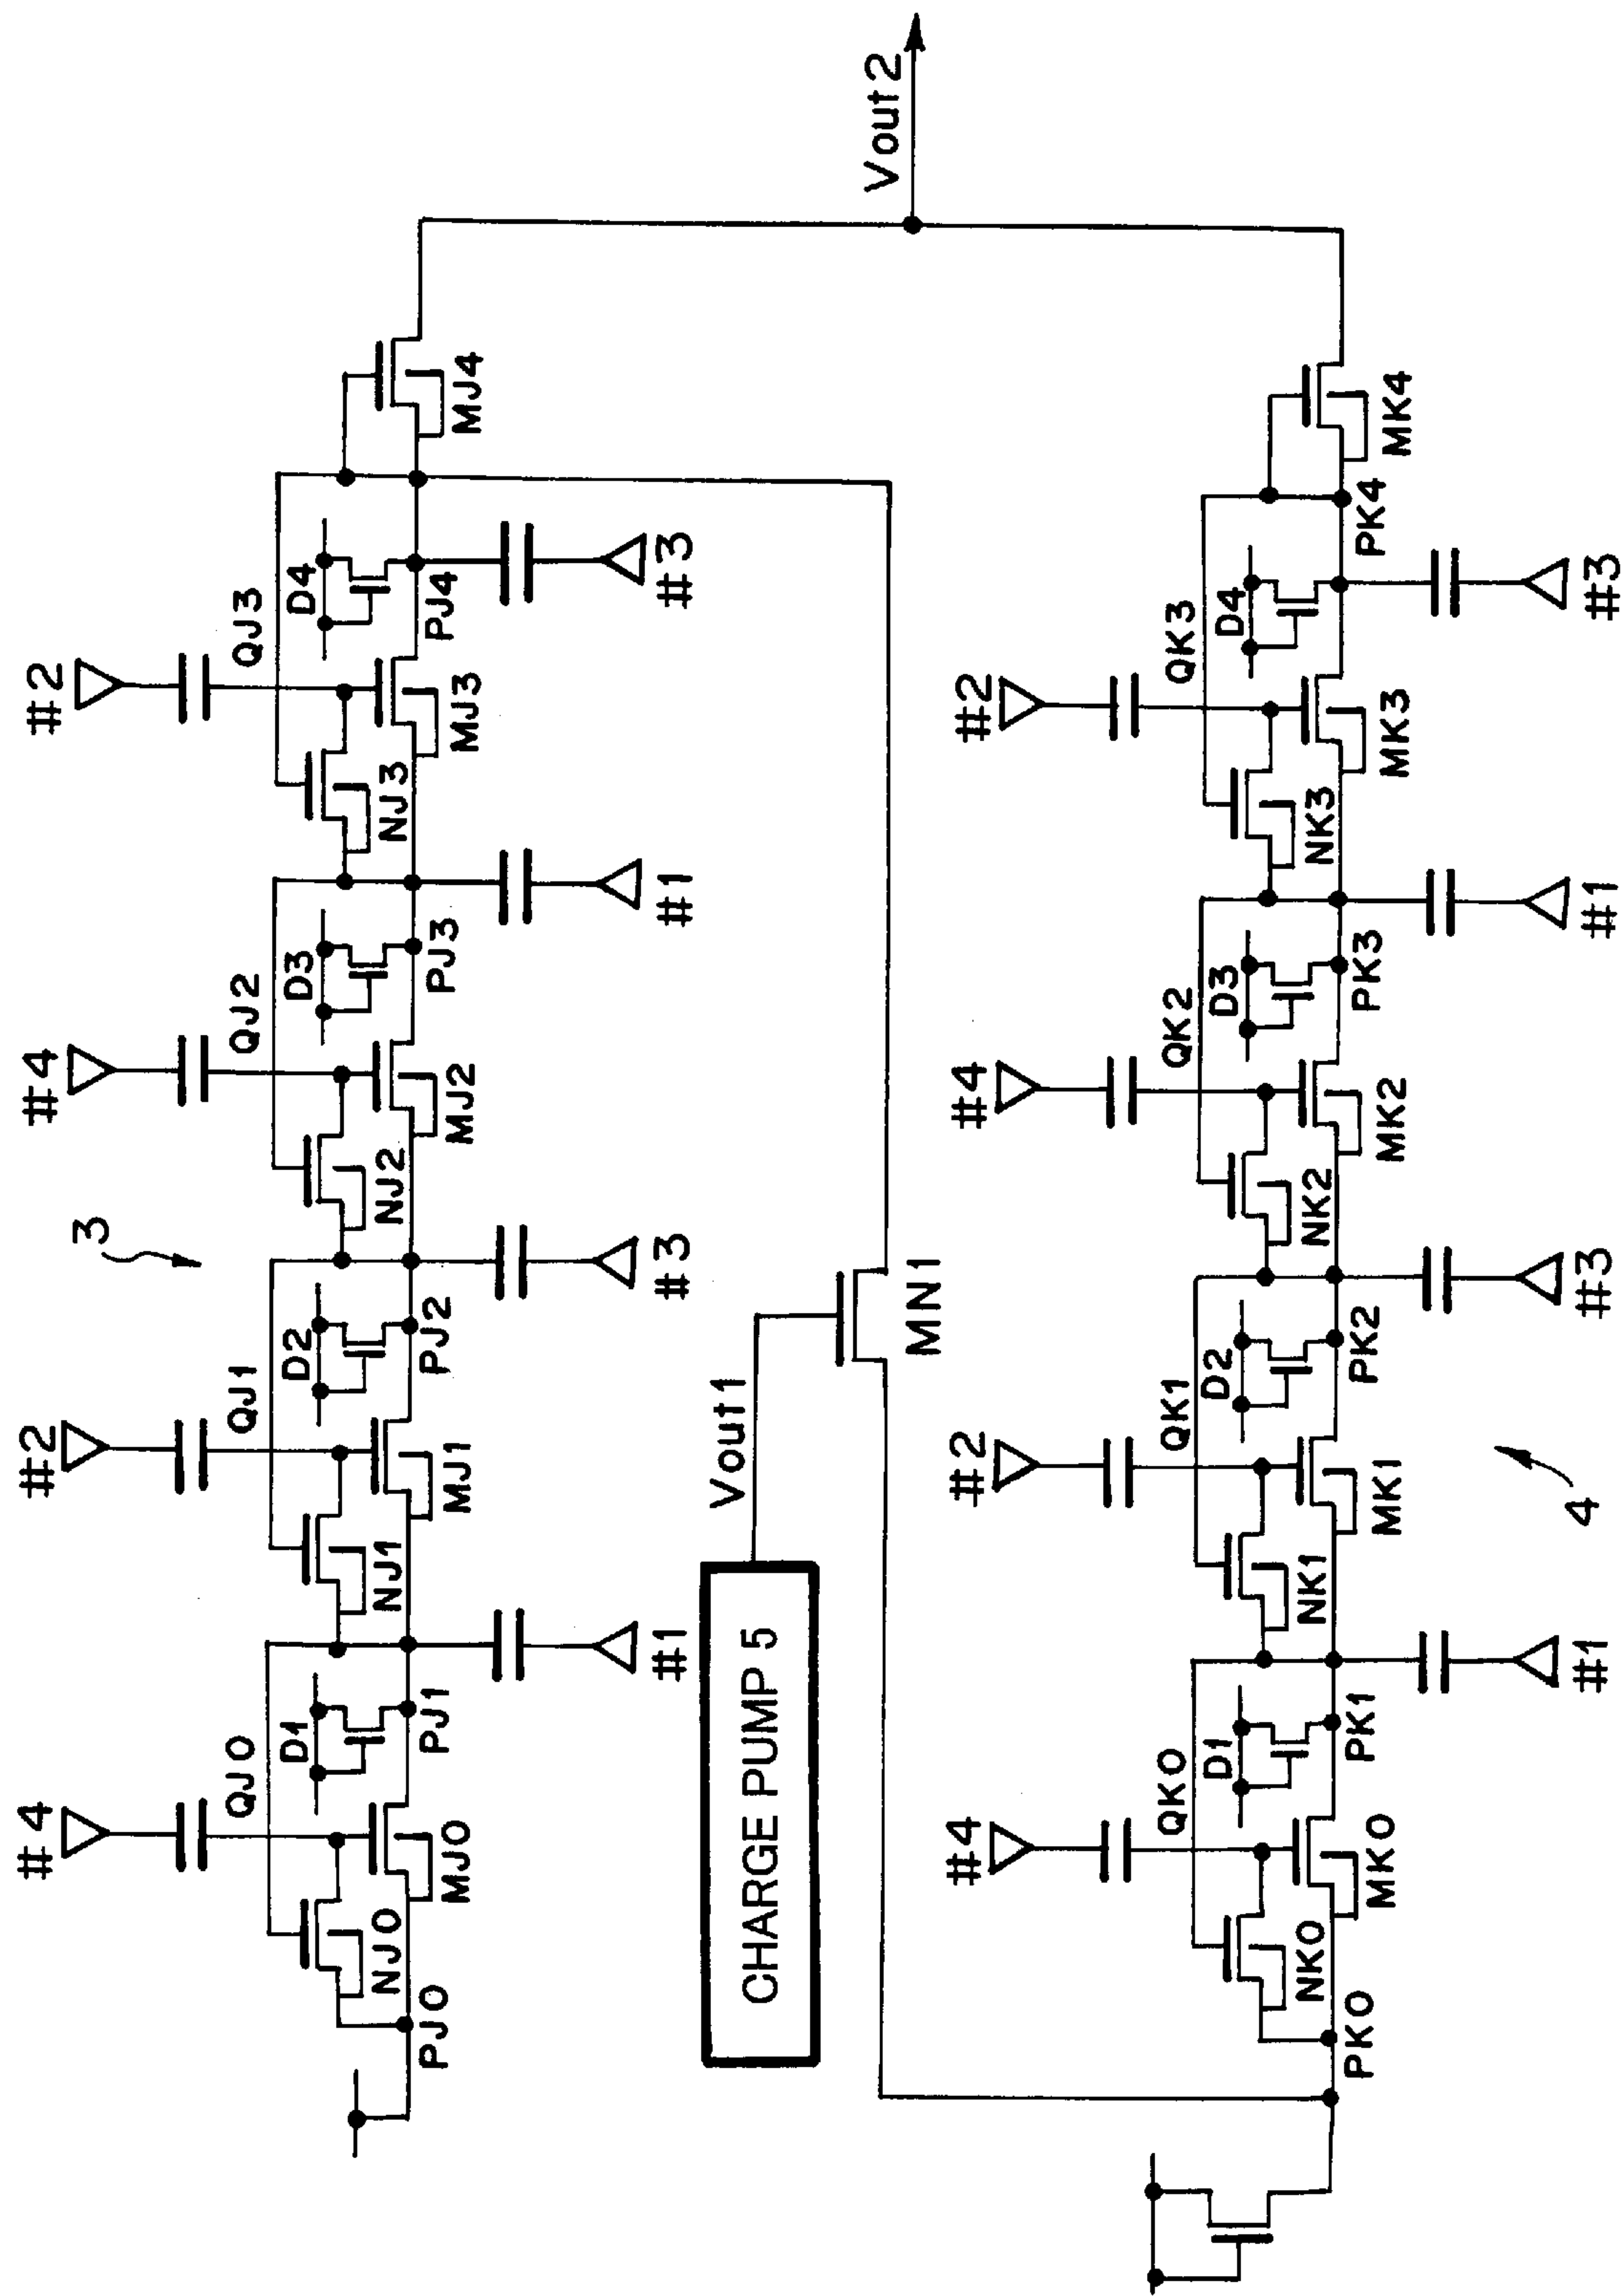 #4
#2
#4
#2
QJ0
QJ1
QJ2
QJ3
D1
D2
D3
D4
NJ0
NJ1
NJ2
NJ3
MJ0
MJ1
MJ2
MJ3
MJ4
PJ0
PJ1
PJ2
PJ3
PJ4
#1
#3
#1
#3
3
CHARGE PUMP 5
Vout1
MN1
Vout2
#4
#2
#4
#2
QK0
QK1
QK2
QK3
D1
D2
D3
D4
NK0
NK1
NK2
NK3
MK0
MK1
MK2
MK3
MK4
PK0
PK1
PK2
PK3
PK4
#1
#3
#1
#3
4